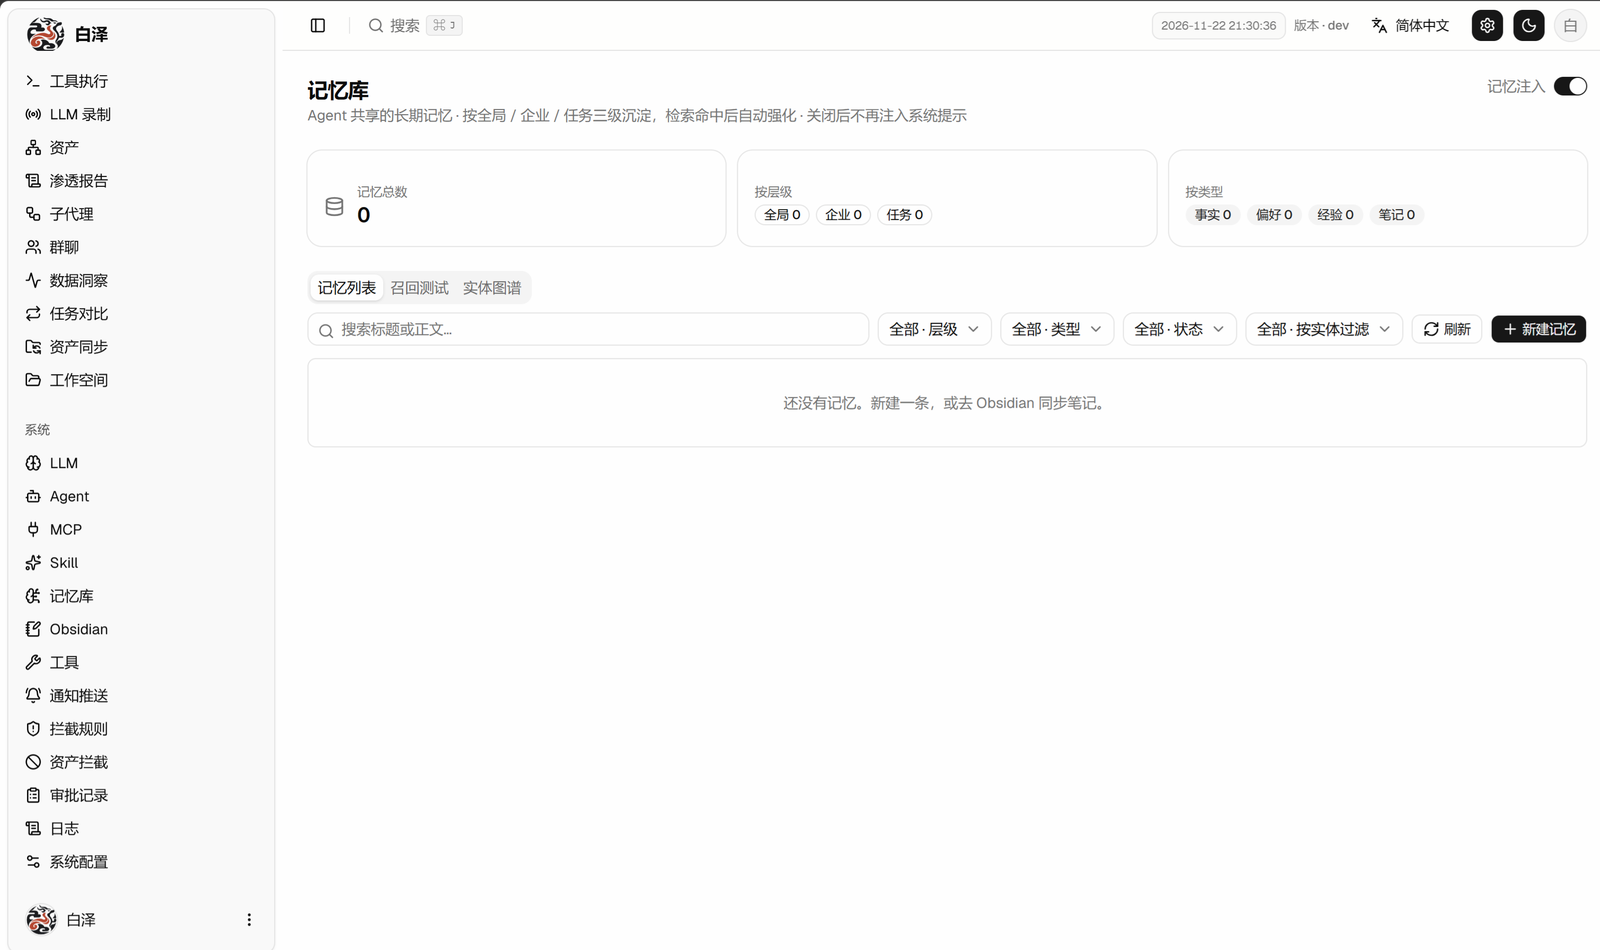 白泽
工具执行
LLM 录制
资产
渗透报告
子代理
群聊
数据洞察
任务对比
资产同步
工作空间
系统
LLM
Agent
MCP
Skill
记忆库
Obsidian
工具
通知推送
拦截规则
资产拦截
审批记录
日志
系统配置
白泽
搜索 ⌘ J
2026-11-22 21:30:36 版本 · dev 简体中文 白
记忆库
记忆注入
Agent 共享的长期记忆 · 按全局 / 企业 / 任务三级沉淀，检索命中后自动强化 · 关闭后不再注入系统提示
记忆总数
0
按层级
全局 0 企业 0 任务 0
按类型
事实 0 偏好 0 经验 0 笔记 0
记忆列表 召回测试 实体图谱
搜索标题或正文... 全部 · 层级 全部 · 类型 全部 · 状态 全部 · 按实体过滤 刷新 新建记忆
还没有记忆。新建一条，或去 Obsidian 同步笔记。